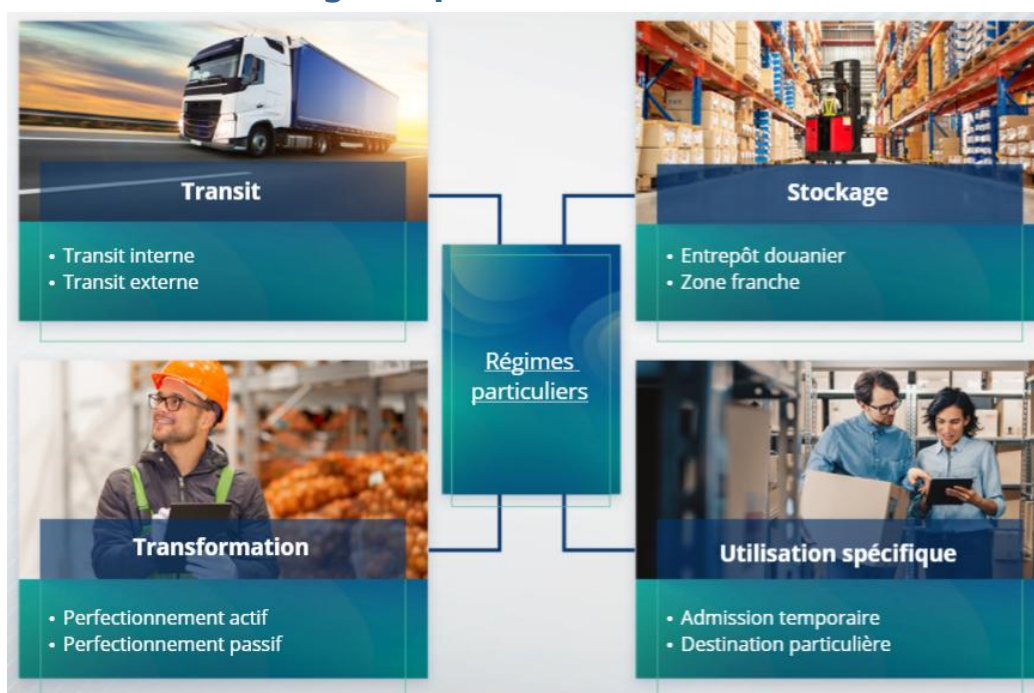 Transit
• Transit interne
• Transit externe
Stockage
• Entrepôt douanier
• Zone franche
Régimes
particuliers
Transformation
• Perfectionnement actif
• Perfectionnement passif
Utilisation spécifique
• Admission temporaire
• Destination particulière